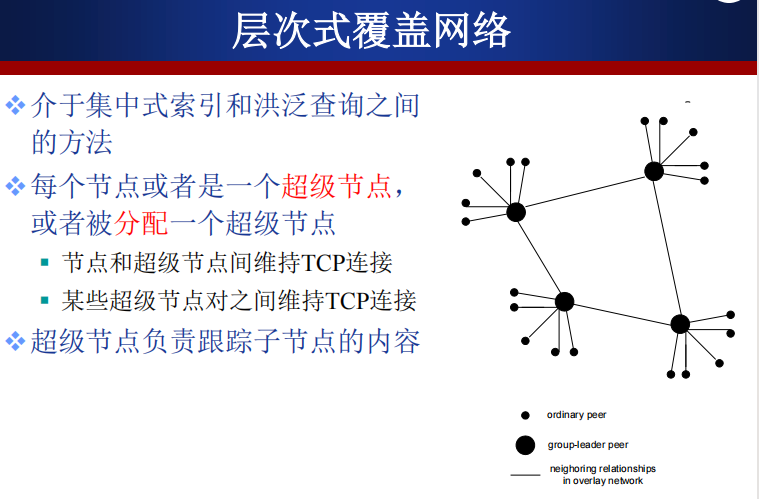 层次式覆盖网络
介于集中式索引和洪泛查询之间
的方法
每个节点或者是一个超级节点，
或者被分配一个超级节点
节点和超级节点间维持TCP连接
某些超级节点对之间维持TCP连接
超级节点负责跟踪子节点的内容
ordinary peer
group-leader peer
neighoring relationships
in overlay network